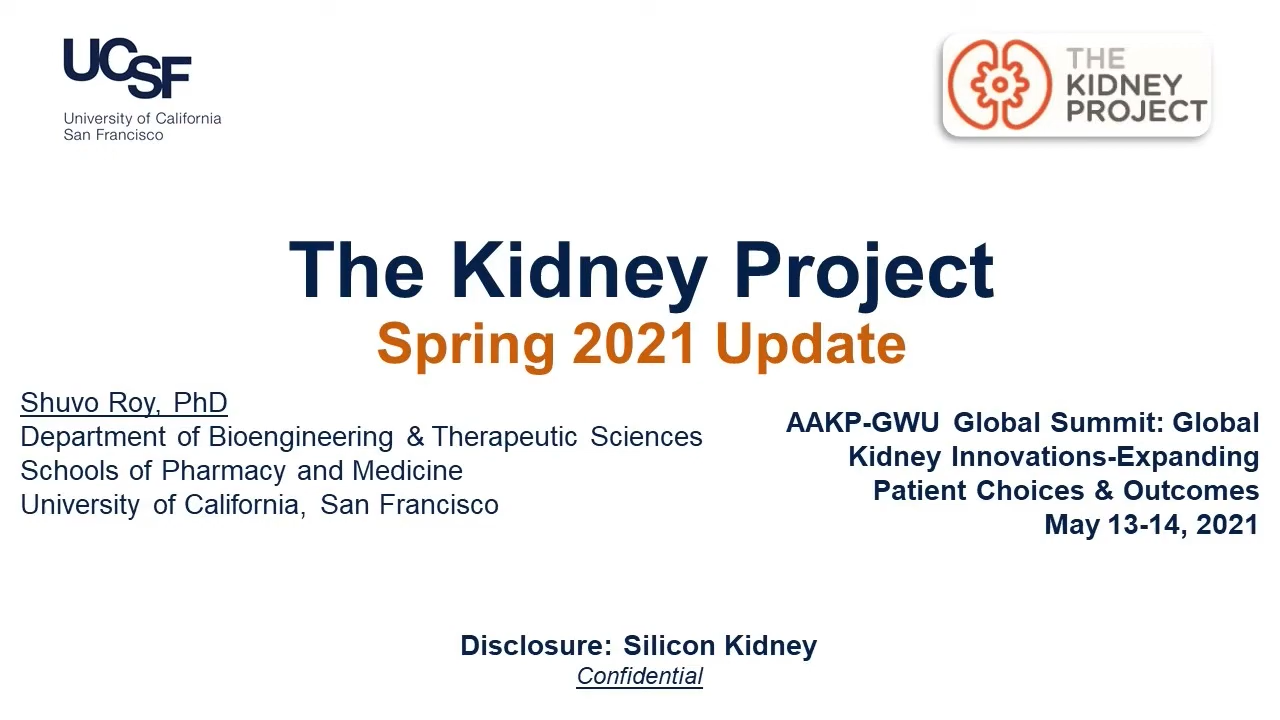 UCSF
University of California
San Francisco
THE
KIDNEY
PROJECT
The Kidney Project
Spring 2021 Update
Shuvo Roy, PhD
Department of Bioengineering & Therapeutic Sciences
Schools of Pharmacy and Medicine
University of California, San Francisco
AAKP-GWU Global Summit: Global
Kidney Innovations-Expanding
Patient Choices & Outcomes
May 13-14, 2021
Disclosure: Silicon Kidney
Confidential